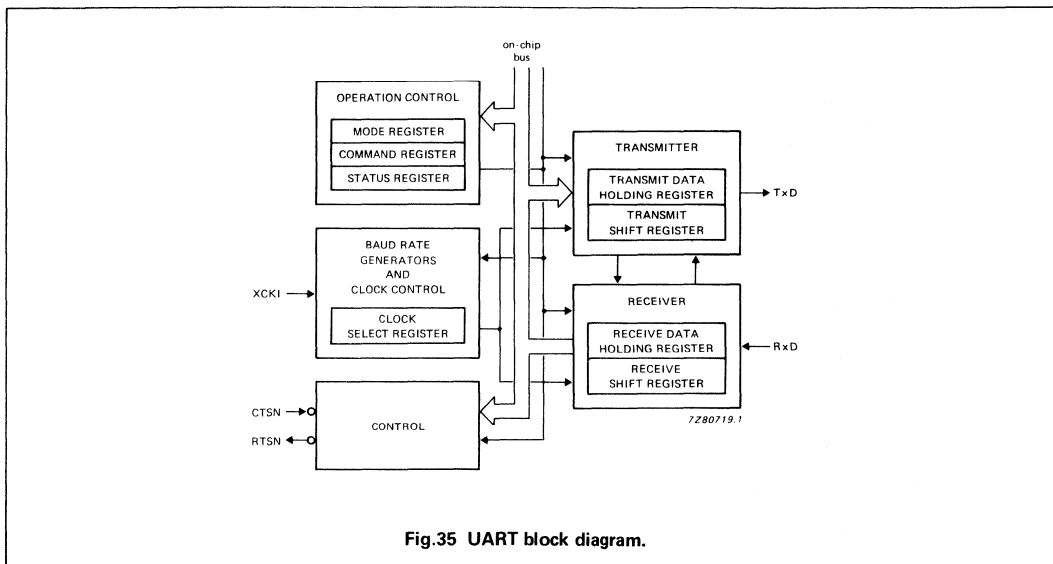 on-chip
bus
OPERATION CONTROL
MODE REGISTER
COMMAND REGISTER
STATUS REGISTER
TRANSMITTER
TRANSMIT DATA
HOLDING REGISTER
TRANSMIT
SHIFT REGISTER
TxD
BAUD RATE
GENERATORS
AND
CLOCK CONTROL
XCKI
CLOCK
SELECT REGISTER
RECEIVER
RECEIVE DATA
HOLDING REGISTER
RECEIVE
SHIFT REGISTER
RxD
7Z80719.1
CTSN
RTSN
CONTROL
Fig.35 UART block diagram.